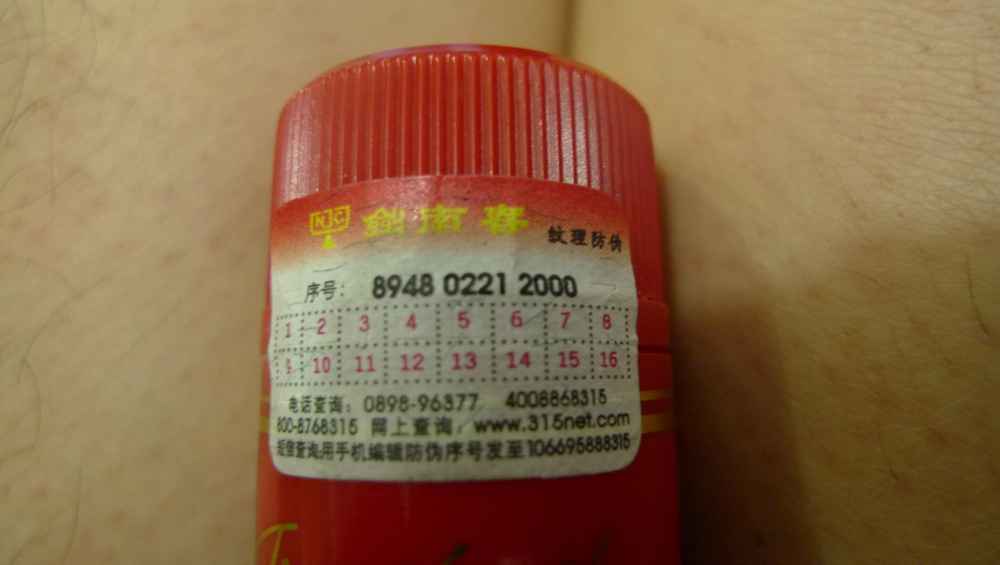 N3C 剑南春 纹理防伪
序号: 8948 0221 2000
1 2 3 4 5 6 7 8
9 10 11 12 13 14 15 16
电话查询: 0898-96377 4008868315
800-8768315 网上查询: www.315net.com
短信查询:用手机编辑防伪序号发至106695888315